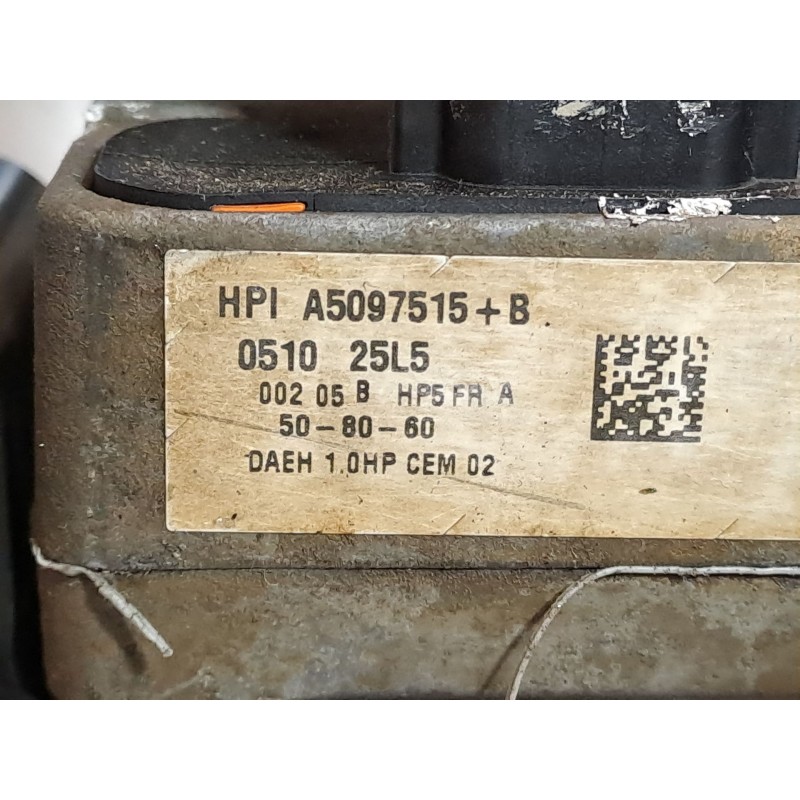 HPI A5097515+B
0510 25L5
002 05 B HP5 FR A
50-80-60
DAEH 1.0HP CEM 02